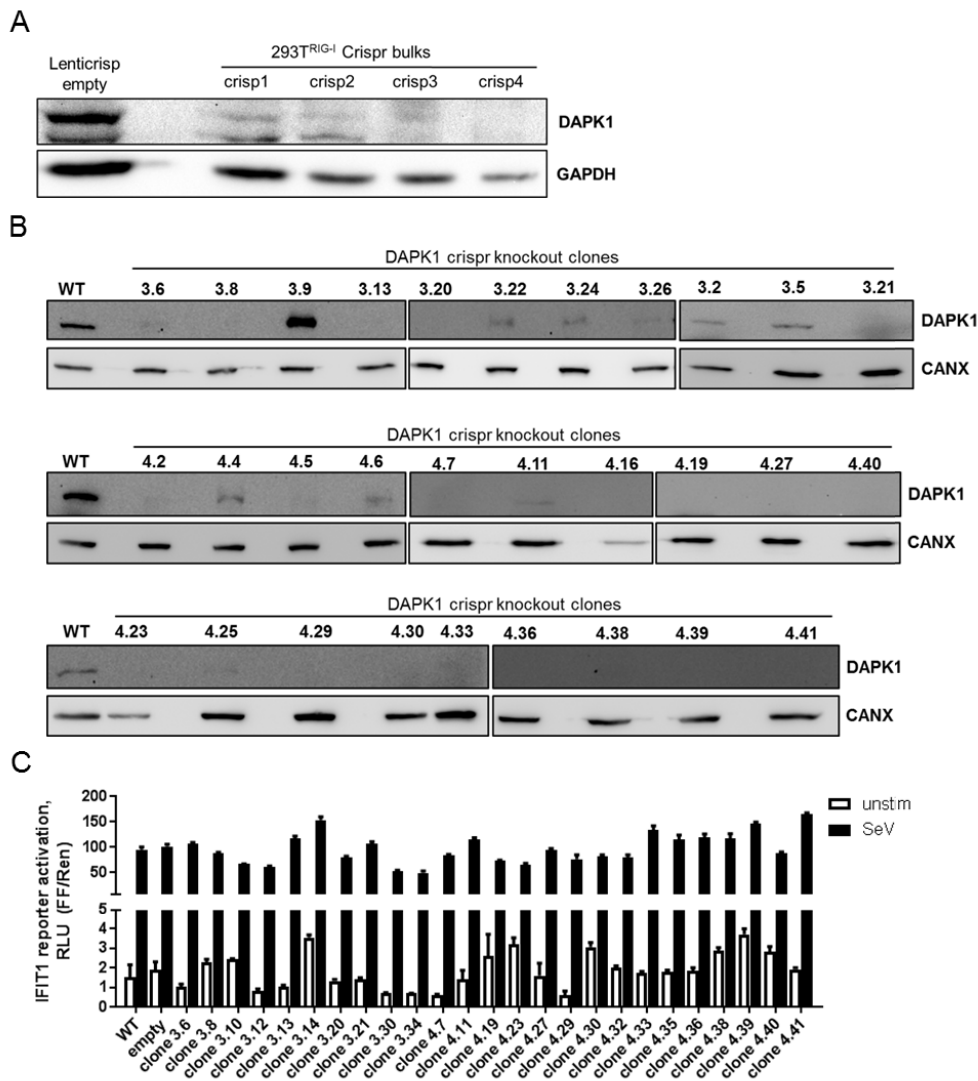 A
Lenticrisp
empty
293TRIG-I Crispr bulks
crisp1 crisp2 crisp3 crisp4
DAPK1
GAPDH
B
DAPK1 crispr knockout clones
WT 3.6 3.8 3.9 3.13 3.20 3.22 3.24 3.26 3.2 3.5 3.21
DAPK1
CANX
DAPK1 crispr knockout clones
WT 4.2 4.4 4.5 4.6 4.7 4.11 4.16 4.19 4.27 4.40
DAPK1
CANX
DAPK1 crispr knockout clones
WT 4.23 4.25 4.29 4.30 4.33 4.36 4.38 4.39 4.41
DAPK1
CANX
C
IFIT1 reporter activation,
RLU (FF/Ren)
200
150
100
50
5
4
3
2
1
0
unstim
SeV
WT
empty
clone 3.6
clone 3.8
clone 3.10
clone 3.12
clone 3.13
clone 3.14
clone 3.20
clone 3.21
clone 3.30
clone 3.34
clone 4.7
clone 4.11
clone 4.19
clone 4.23
clone 4.27
clone 4.29
clone 4.30
clone 4.32
clone 4.33
clone 4.35
clone 4.36
clone 4.38
clone 4.39
clone 4.40
clone 4.41